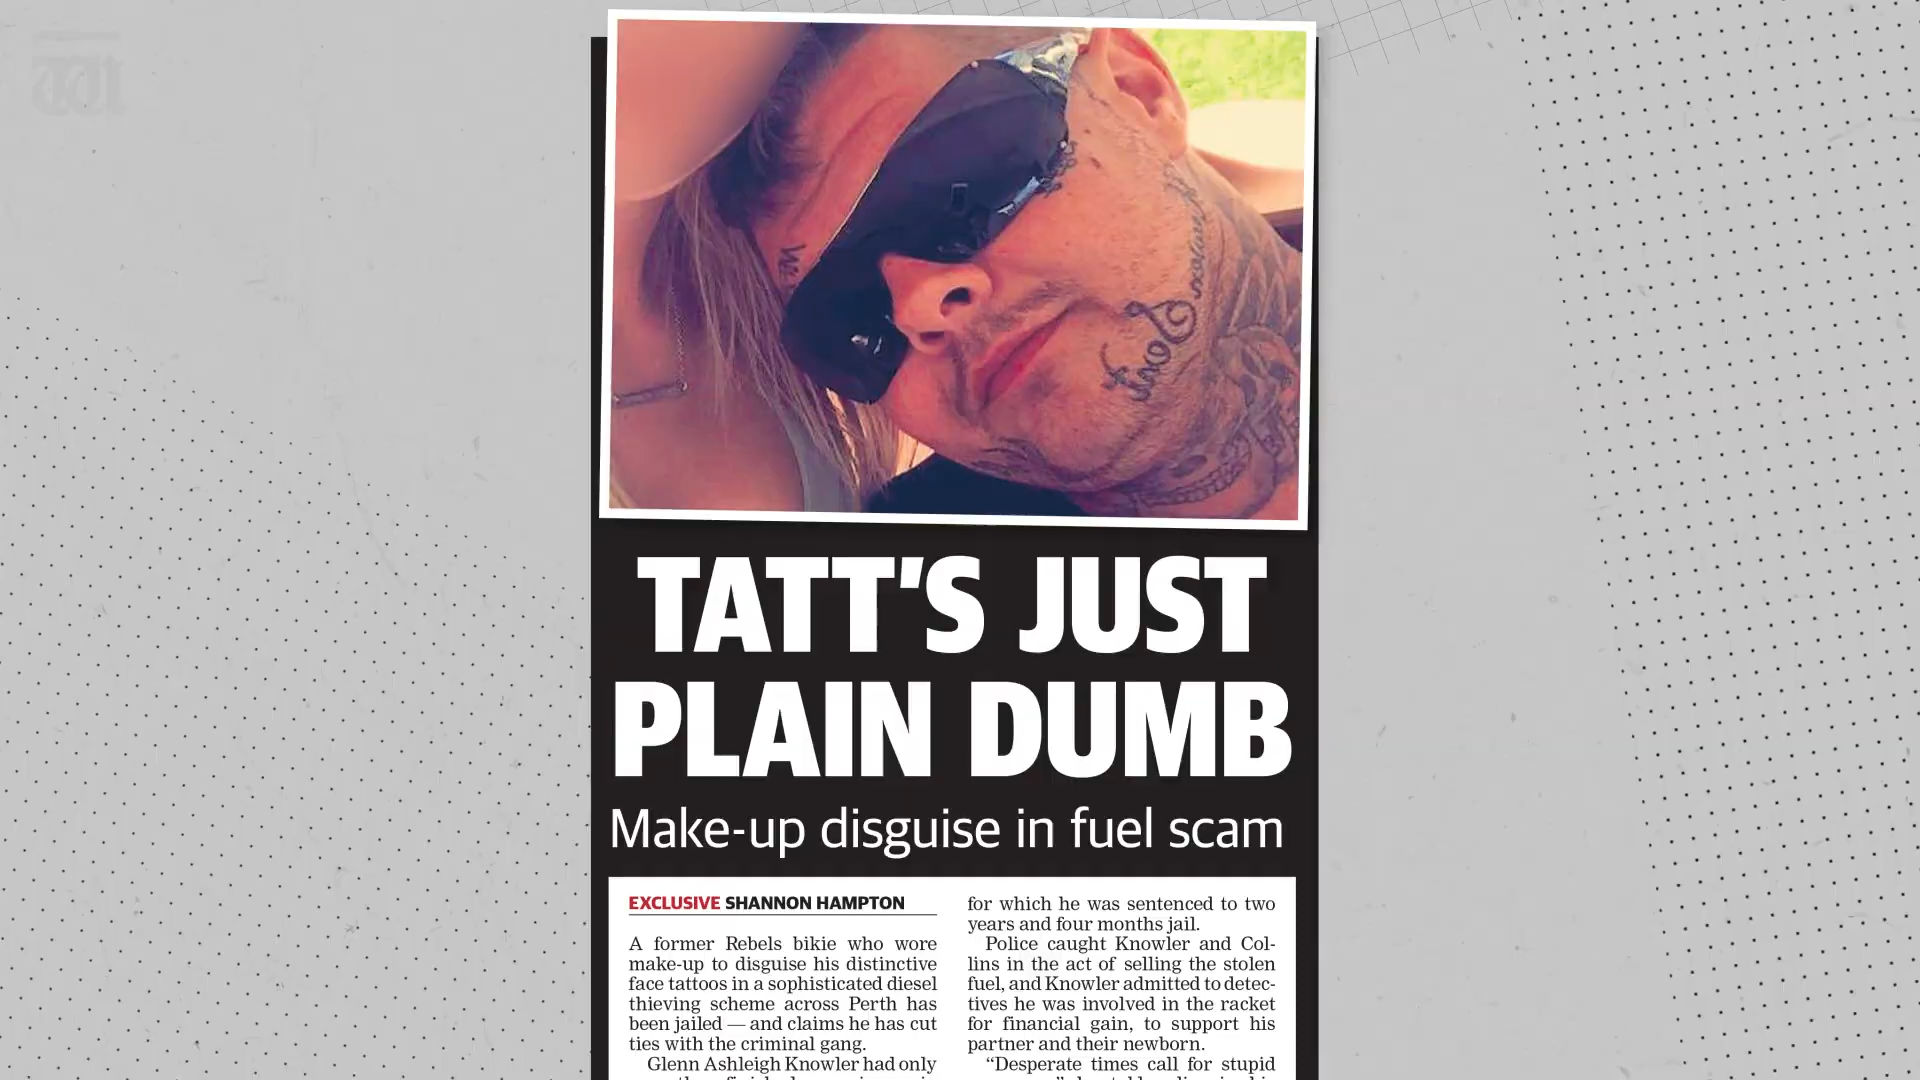 TATT'S JUST
PLAIN DUMB
Make-up disguise in fuel scam
EXCLUSIVE SHANNON HAMPTON
A former Rebels bikie who wore
make-up to disguise his distinctive
face tattoos in a sophisticated diesel
thieving scheme across Perth has
been jailed — and claims he has cut
ties with the criminal gang.
Glenn Ashleigh Knowler had only
for which he was sentenced to two
years and four months jail.
Police caught Knowler and Col-
lins in the act of selling the stolen
fuel, and Knowler admitted to detec-
tives he was involved in the racket
for financial gain, to support his
partner and their newborn.
“Desperate times call for stupid